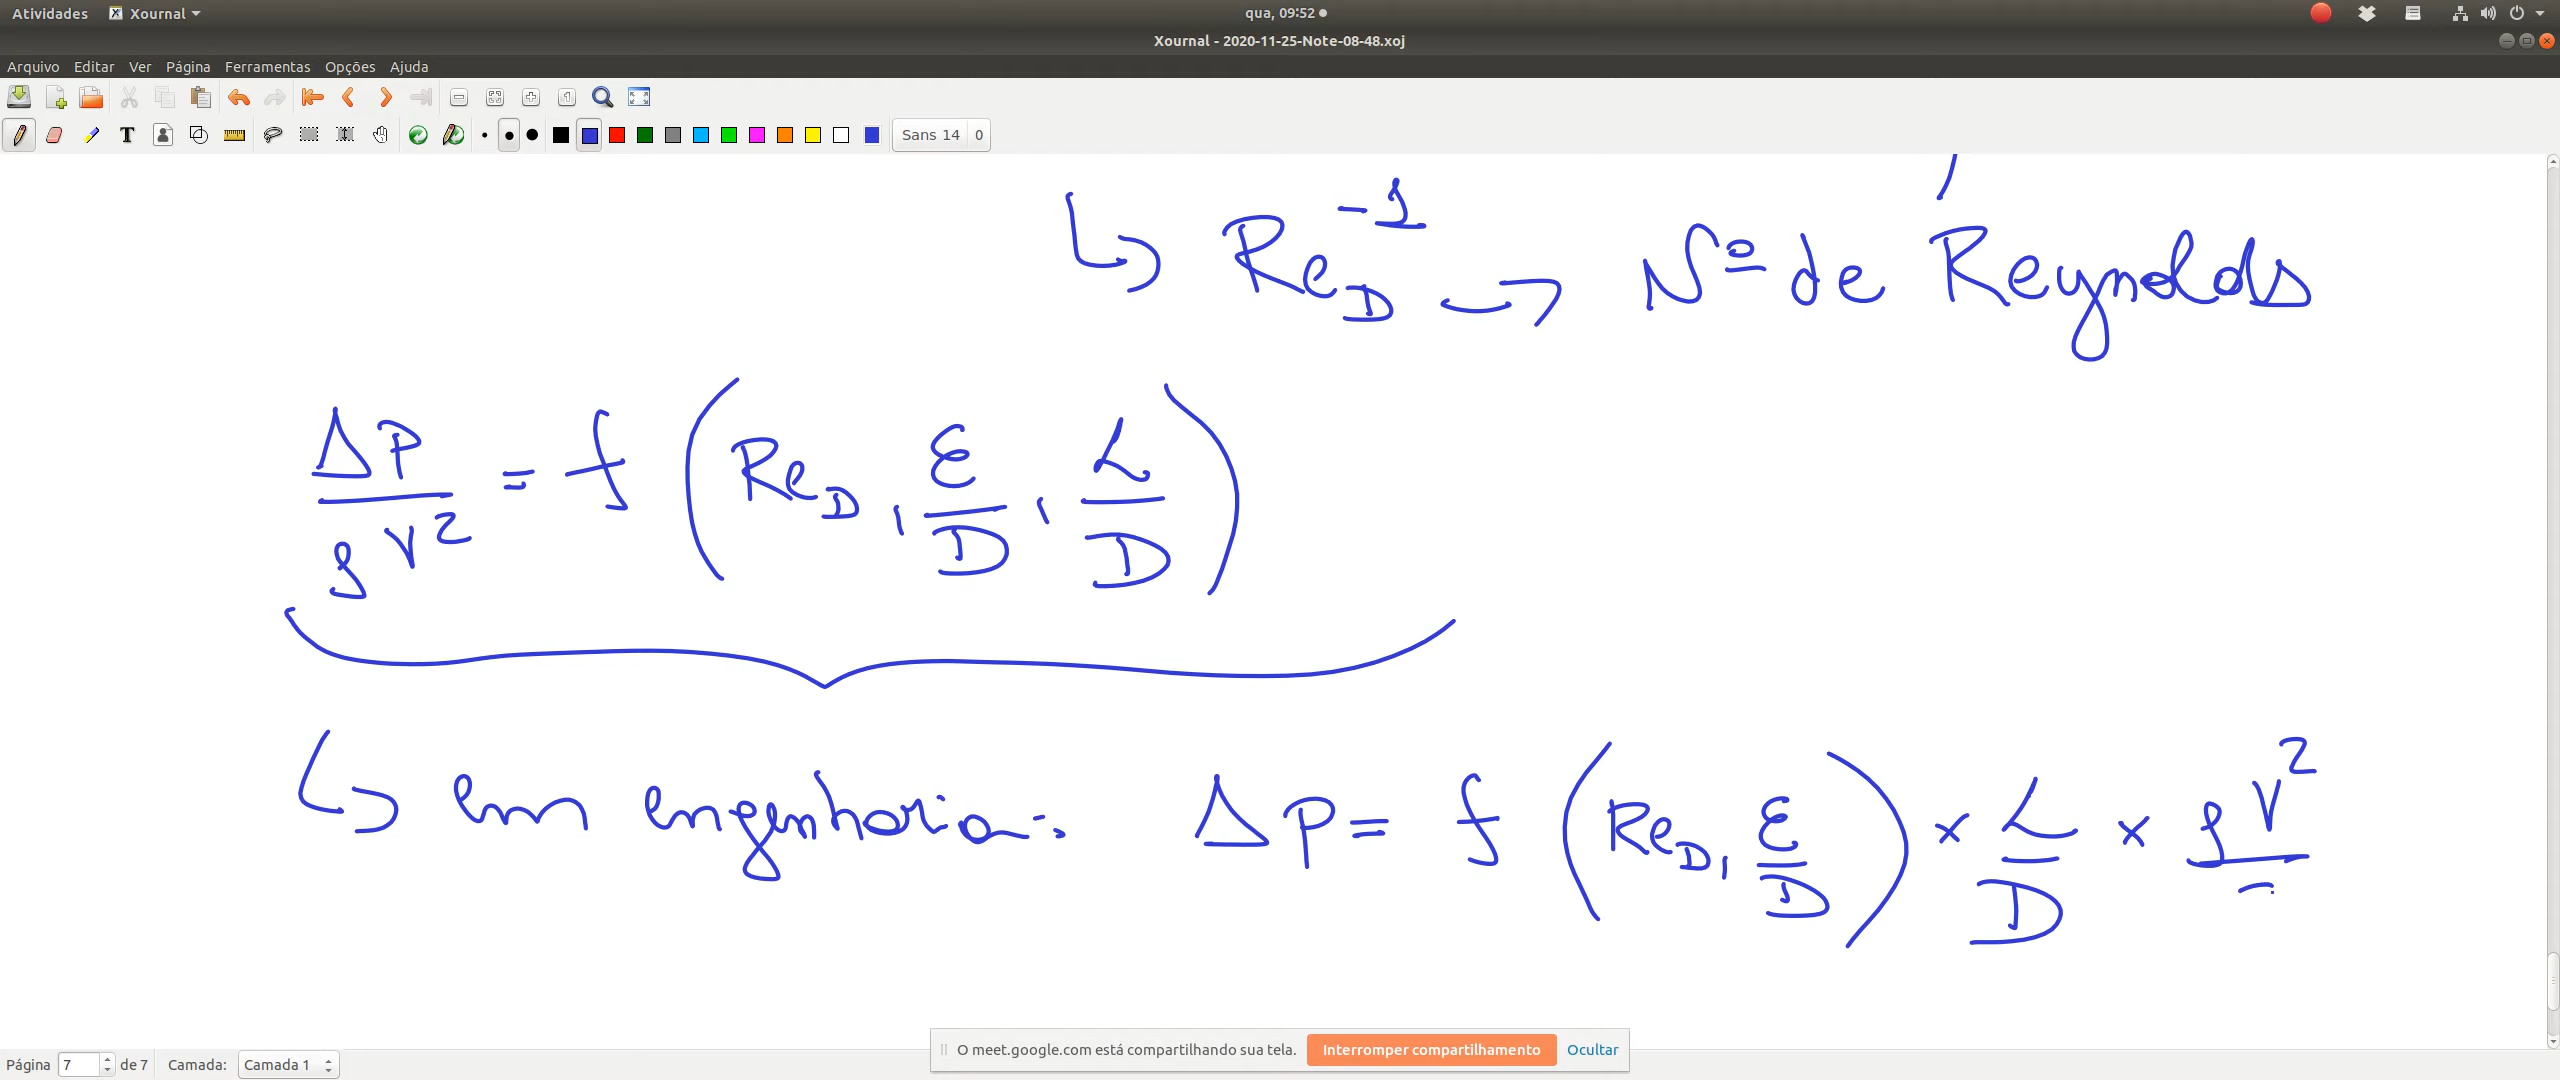 Atividades Xournal qua, 09:52
Xournal - 2020-11-25-Note-08-48.xoj
Arquivo Editar Ver Página Ferramentas Opções Ajuda
T Sans 14 0
↳ Re_D^-1 → Nº de Reynolds
ΔP/(ρV²) = f (Re_D, ε/D, L/D)
↳ em engenharia: ΔP = f (Re_D, ε/D) × L/D × ρV²/
O meet.google.com está compartilhando sua tela. Interromper compartilhamento Ocultar
Página 7 de 7 Camada: Camada 1